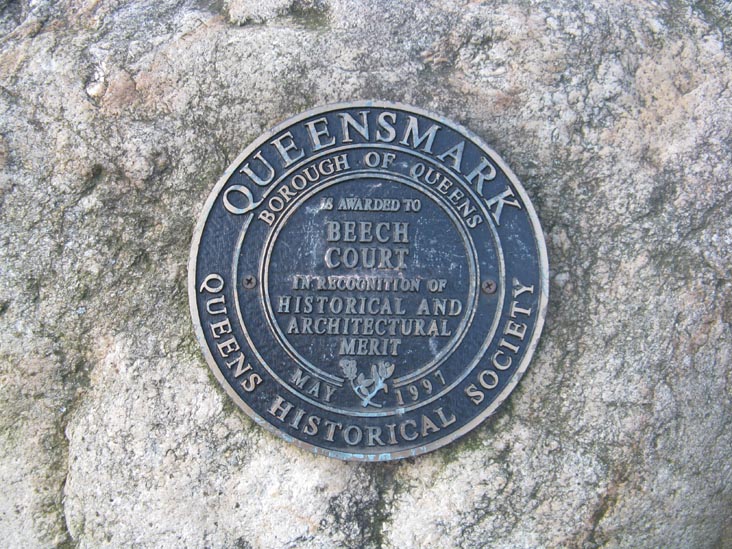 QUEENSMARK
BOROUGH OF QUEENS
IS AWARDED TO
BEECH
COURT
IN RECOGNITION OF
HISTORICAL AND
ARCHITECTURAL
MERIT
MAY 1997
QUEENS HISTORICAL SOCIETY